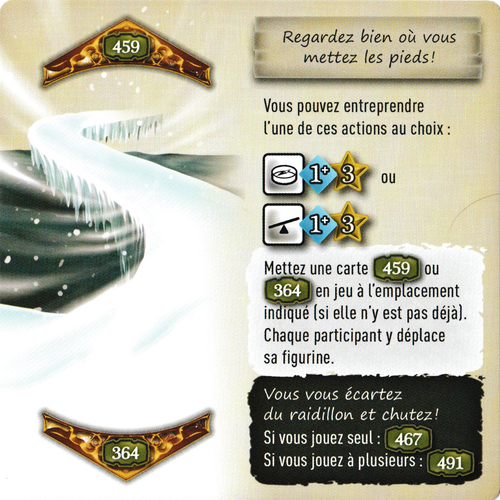 459
Regardez bien où vous
mettez les pieds!
Vous pouvez entreprendre
l'une de ces actions au choix :
1+ 3 ou
1+ 3
Mettez une carte 459 ou
364 en jeu à l'emplacement
indiqué (si elle n'y est pas déjà).
Chaque participant y déplace
sa figurine.
Vous vous écartez
du raidillon et chutez!
Si vous jouez seul : 467
Si vous jouez à plusieurs : 491
364